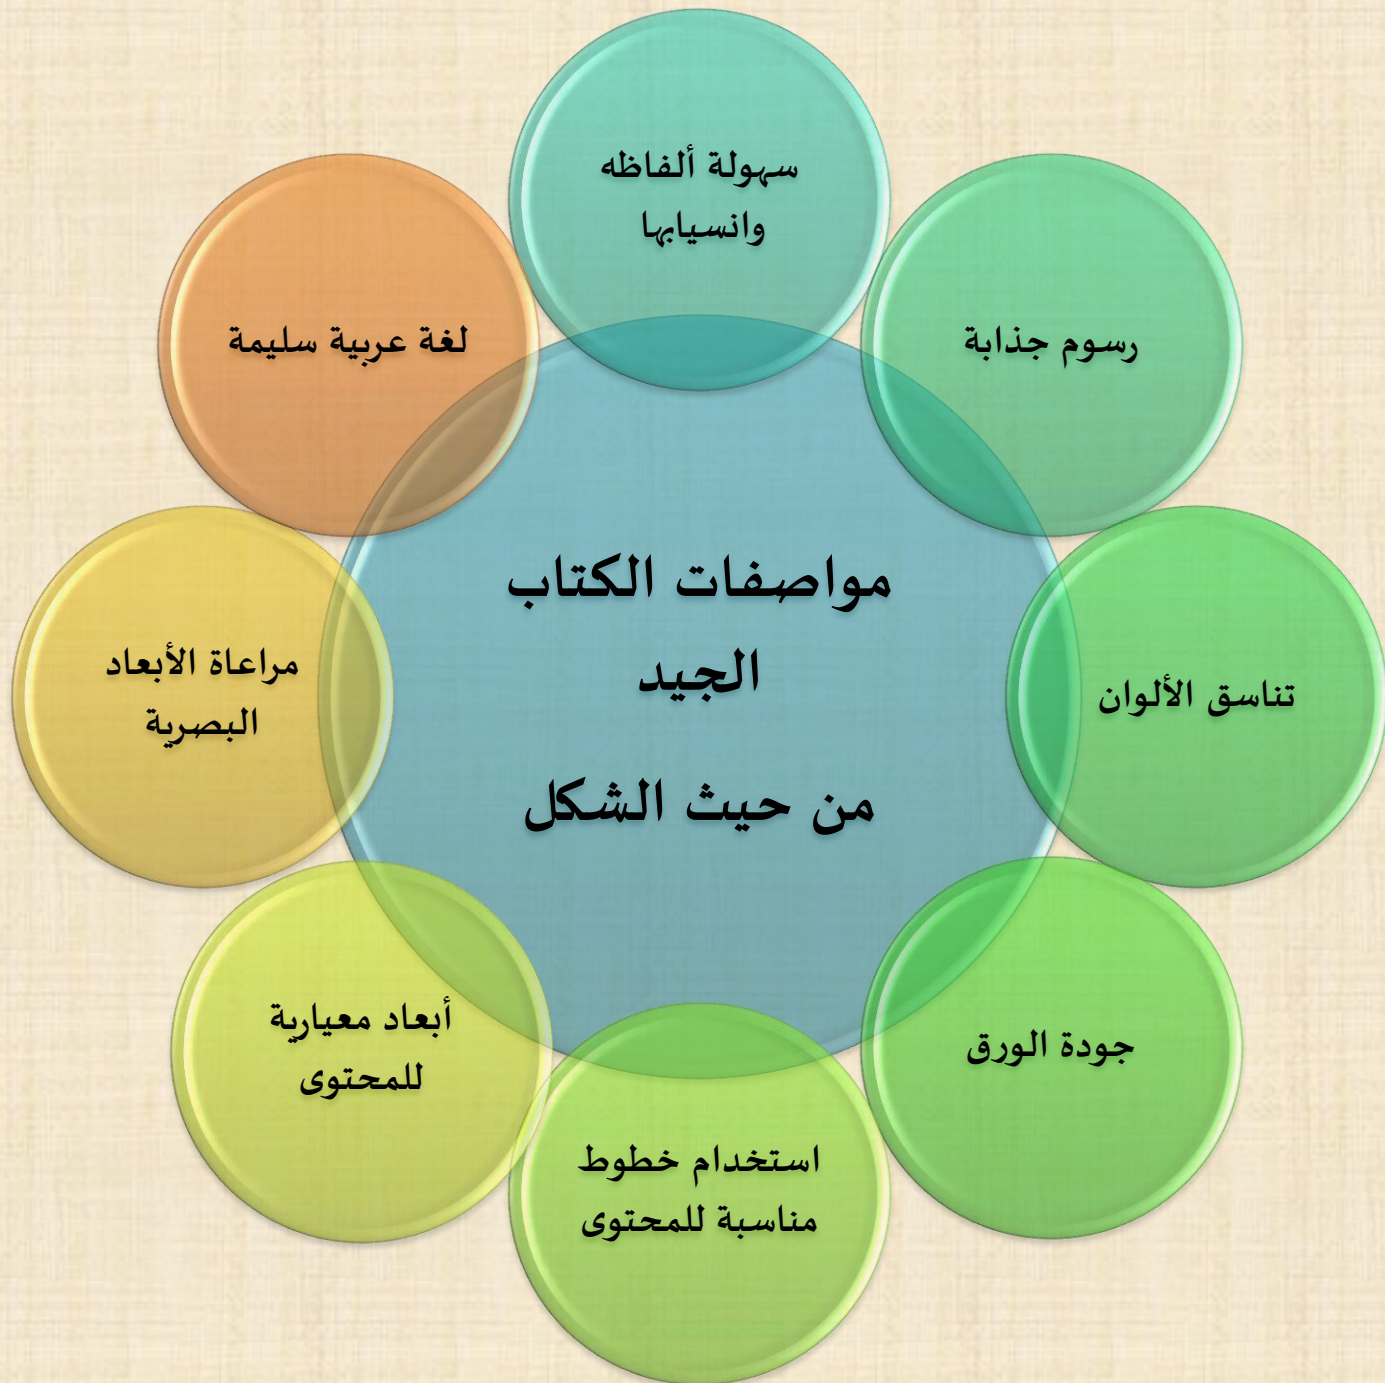 مواصفات الكتاب
الجيد
من حيث الشكل
سهولة ألفاظه
وانسيابها
رسوم جذابة
تناسق الألوان
جودة الورق
استخدام خطوط
مناسبة للمحتوى
أبعاد معيارية
للمحتوى
مراعاة الأبعاد
البصرية
لغة عربية سليمة